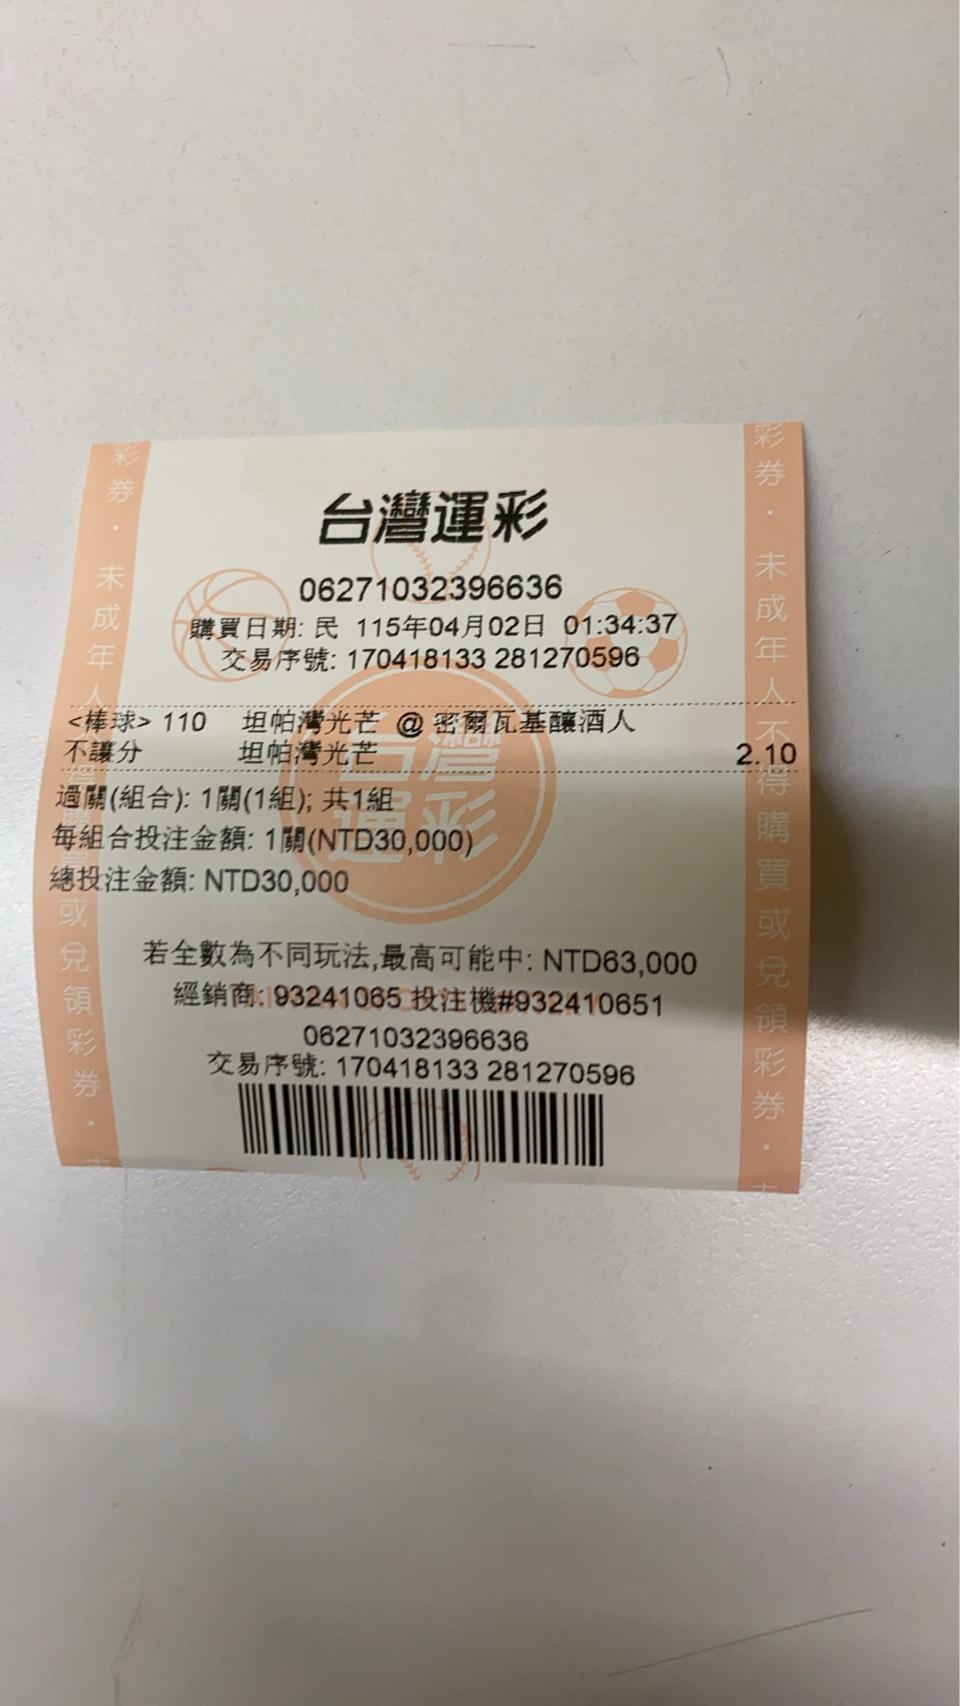 台灣運彩
06271032396636
購買日期: 民 115年04月02日 01:34:37
交易序號: 170418133 281270596
<棒球> 110 坦帕灣光芒 @ 密爾瓦基釀酒人
不讓分 坦帕灣光芒 2.10
過關(組合): 1關(1組); 共1組
每組合投注金額: 1關(NTD30,000)
總投注金額: NTD30,000
若全數為不同玩法,最高可能中: NTD63,000
經銷商: 93241065 投注機#932410651
06271032396636
交易序號: 170418133 281270596
彩券．未成年人不得購買或兌領彩券．未
彩券．未成年人不得購買或兌領彩券．未
台灣運彩